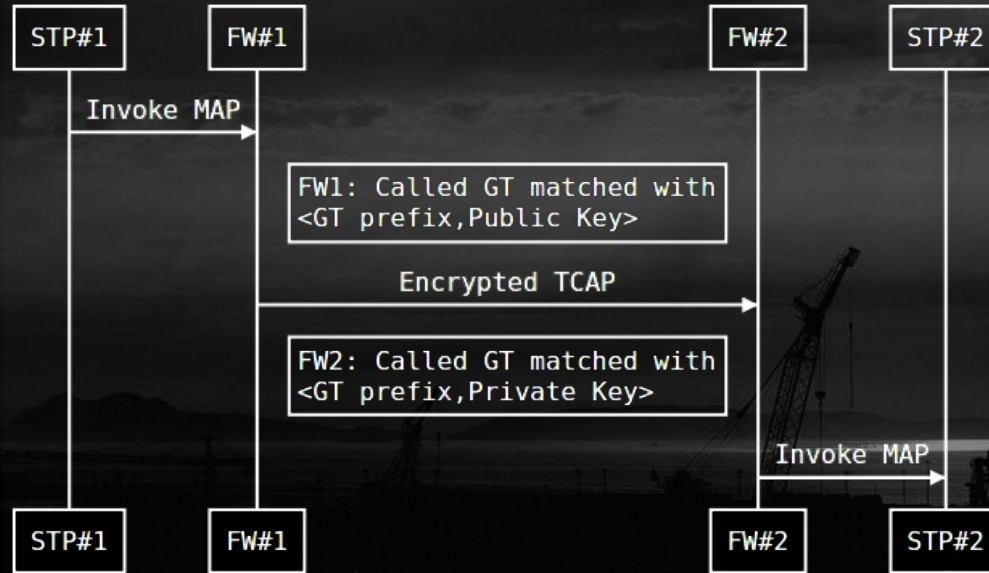 STP#1
FW#1
FW#2
STP#2
Invoke MAP
FW1: Called GT matched with
<GT prefix,Public Key>
Encrypted TCAP
FW2: Called GT matched with
<GT prefix,Private Key>
Invoke MAP
STP#1
FW#1
FW#2
STP#2